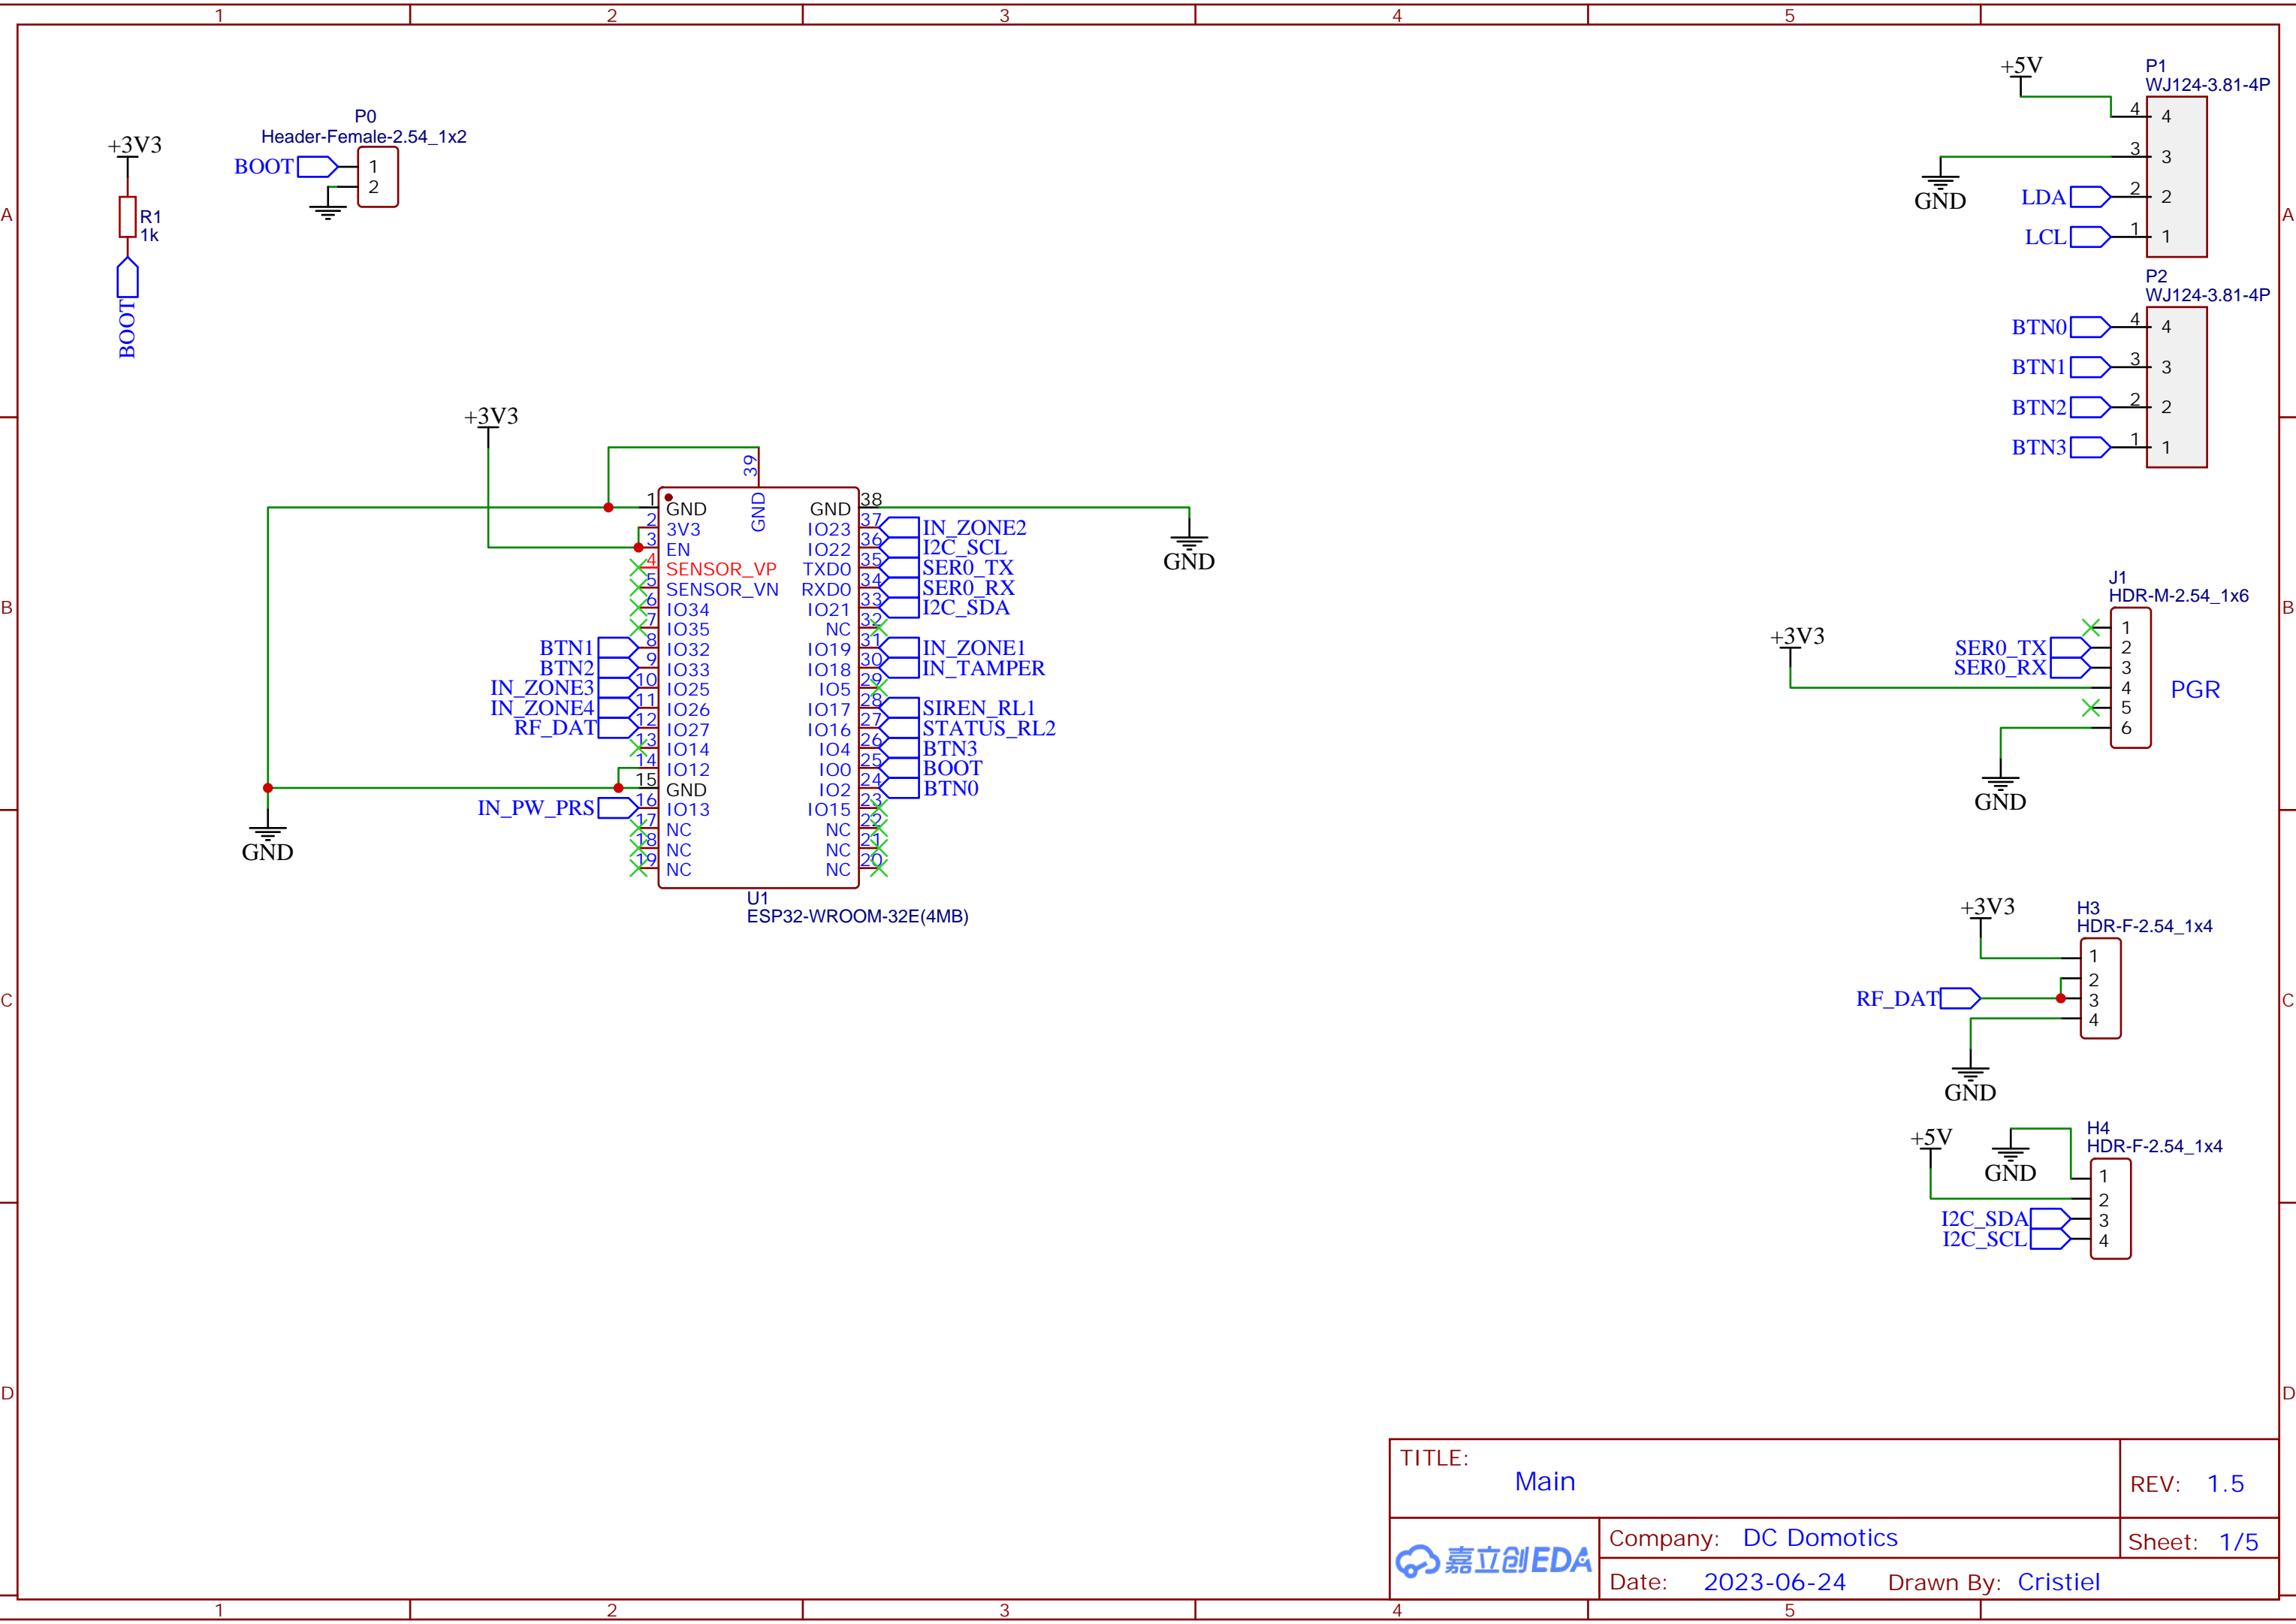 1 2 3 4 5
A
B
C
D
+3V3
R1
1k
BOOT
P0
Header-Female-2.54_1x2
BOOT
1
2
+5V
P1
WJ124-3.81-4P
4 4
3 3
GND
LDA 2 2
LCL 1 1
P2
WJ124-3.81-4P
BTN0 4 4
BTN1 3 3
BTN2 2 2
BTN3 1 1
+3V3
39
GND
1 GND
2 3V3
3 EN
4 SENSOR_VP
5 SENSOR_VN
6 IO34
7 IO35
BTN1 8 IO32
BTN2 9 IO33
IN_ZONE3 10 IO25
IN_ZONE4 11 IO26
RF_DAT 12 IO27
13 IO14
14 IO12
15 GND
IN_PW_PRS 16 IO13
17 NC
18 NC
19 NC
GND
GND 38
IO23 37 IN_ZONE2
IO22 36 I2C_SCL
TXD0 35 SER0_TX
RXD0 34 SER0_RX
IO21 33 I2C_SDA
NC 32
IO19 31 IN_ZONE1
IO18 30 IN_TAMPER
IO5 29
IO17 28 SIREN_RL1
IO16 27 STATUS_RL2
IO4 26 BTN3
IO0 25 BOOT
IO2 24 BTN0
IO15 23
NC 22
NC 21
NC 20
GND
U1
ESP32-WROOM-32E(4MB)
J1
HDR-M-2.54_1x6
+3V3
1
SER0_TX 2
SER0_RX 3
4
5
6
PGR
GND
+3V3
H3
HDR-F-2.54_1x4
1
2
RF_DAT 3
4
GND
+5V
GND
H4
HDR-F-2.54_1x4
1
2
I2C_SDA 3
I2C_SCL 4
TITLE:
Main
REV: 1.5
嘉立创EDA
Company: DC Domotics
Sheet: 1/5
Date: 2023-06-24 Drawn By: Cristiel
A
B
C
D
1 2 3 4 5